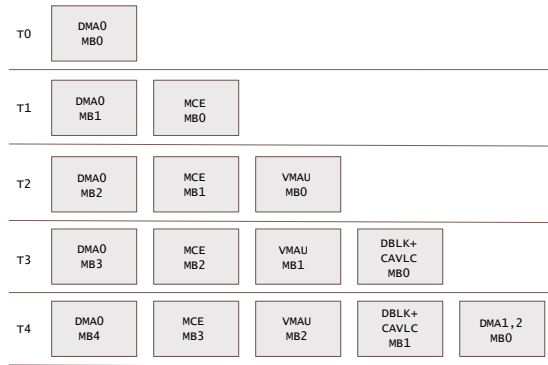 T0
DMA0
MB0
T1
DMA0
MB1
MCE
MB0
T2
DMA0
MB2
MCE
MB1
VMAU
MB0
T3
DMA0
MB3
MCE
MB2
VMAU
MB1
DBLK+
CAVLC
MB0
T4
DMA0
MB4
MCE
MB3
VMAU
MB2
DBLK+
CAVLC
MB1
DMA1,2
MB0